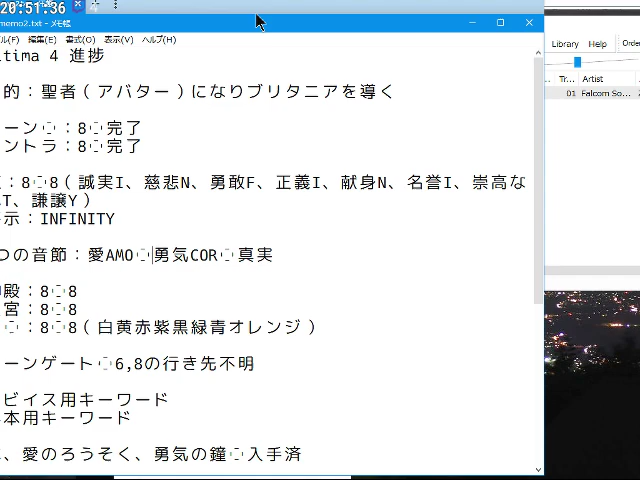 20:51:36
memo2.txt - メモ帳
ル(F) 編集(E) 書式(O) 表示(V) ヘルプ(H)
Library Help Orde
tima 4 進捗
Tr... Artist
01 Falcom So...
的：聖者（アバター）になりブリタニアを導く
ーン：8完了
ントラ：8完了
：88（誠実I、慈悲N、勇敢F、正義I、献身N、名誉I、崇高な
T、謙譲Y）
示：INFINITY
つの音節：愛AMO勇気COR真実
殿：88
宮：88
：88（白黄赤紫黒緑青オレンジ）
ーンゲート6,8の行き先不明
ビイス用キーワード
本用キーワード
、愛のろうそく、勇気の鐘入手済